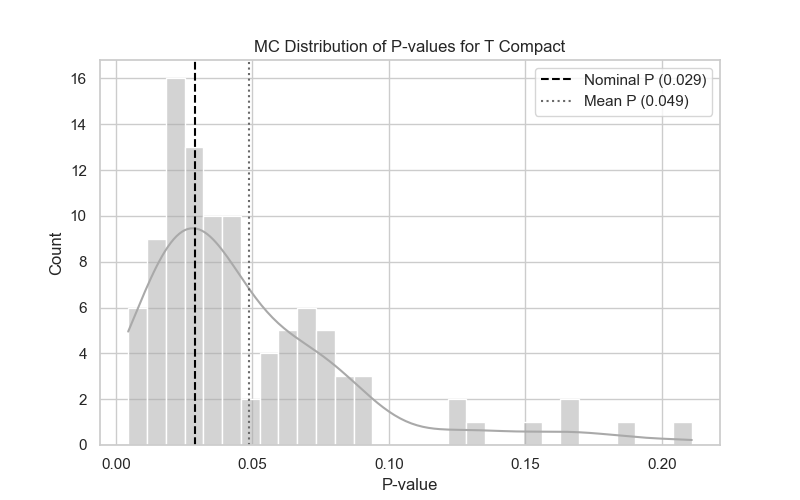 MC Distribution of P-values for T Compact
Nominal P (0.029)
Mean P (0.049)
Count
16
14
12
10
8
6
4
2
0
0.00 0.05 0.10 0.15 0.20
P-value